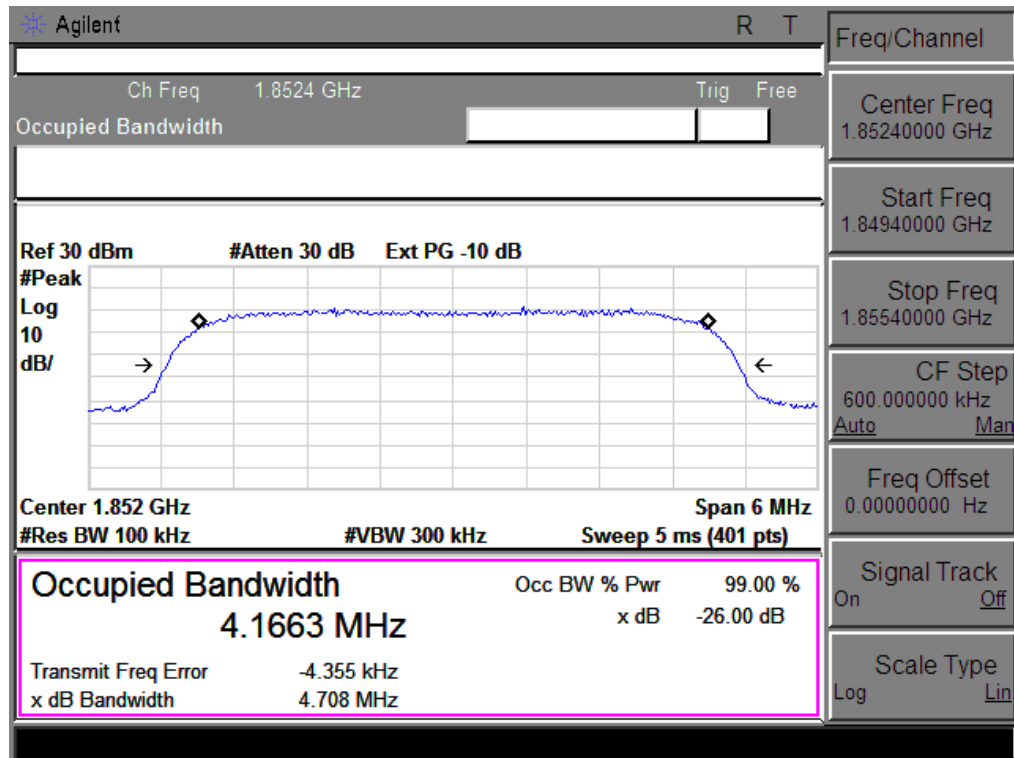 Agilent R T
Ch Freq 1.8524 GHz Trig Free
Occupied Bandwidth
Ref 30 dBm #Atten 30 dB Ext PG -10 dB
#Peak
Log
10
dB/
Center 1.852 GHz Span 6 MHz
#Res BW 100 kHz #VBW 300 kHz Sweep 5 ms (401 pts)
Occupied Bandwidth
4.1663 MHz
Occ BW % Pwr 99.00 %
x dB -26.00 dB
Transmit Freq Error -4.355 kHz
x dB Bandwidth 4.708 MHz
Freq/Channel
Center Freq
1.85240000 GHz
Start Freq
1.84940000 GHz
Stop Freq
1.85540000 GHz
CF Step
600.000000 kHz
Auto Man
Freq Offset
0.00000000 Hz
Signal Track
On Off
Scale Type
Log Lin